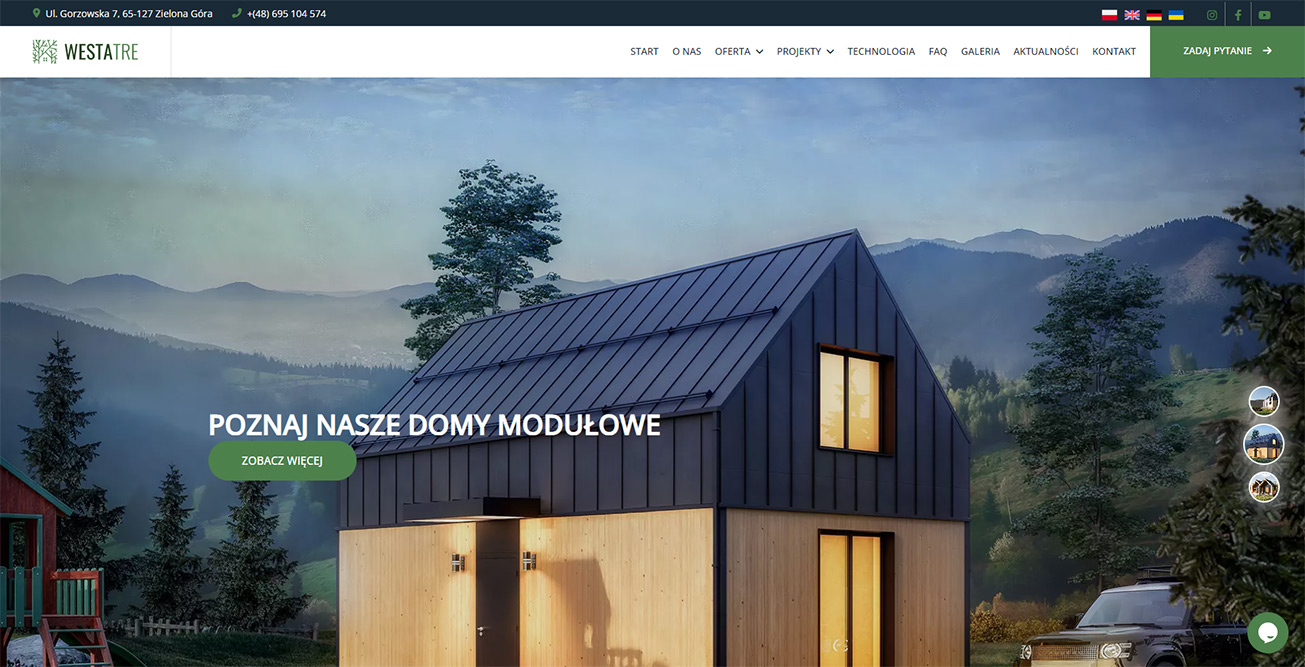 Ul. Gorzowska 7, 65-127 Zielona Góra +(48) 695 104 574
WESTATRE START O NAS OFERTA PROJEKTY TECHNOLOGIA FAQ GALERIA AKTUALNOŚCI KONTAKT ZADAJ PYTANIE
POZNAJ NASZE DOMY MODUŁOWE
ZOBACZ WIĘCEJ